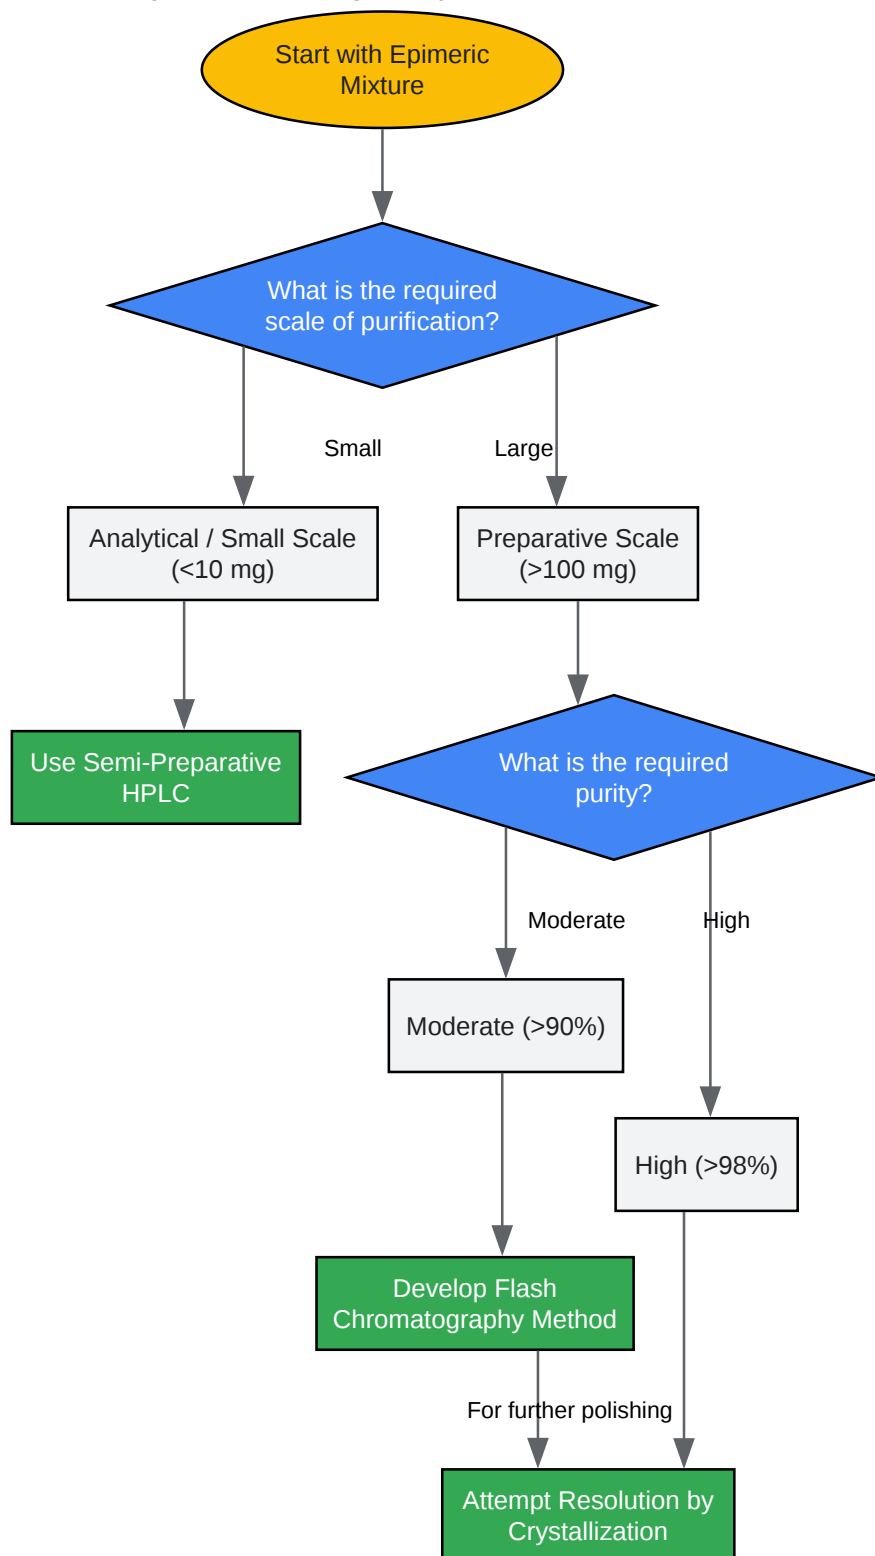 Start with Epimeric
Mixture
What is the required
scale of purification?
Small
Large
Analytical / Small Scale
(<10 mg)
Preparative Scale
(>100 mg)
Use Semi-Preparative
HPLC
What is the required
purity?
Moderate
High
Moderate (>90%)
High (>98%)
Develop Flash
Chromatography Method
For further polishing
Attempt Resolution by
Crystallization